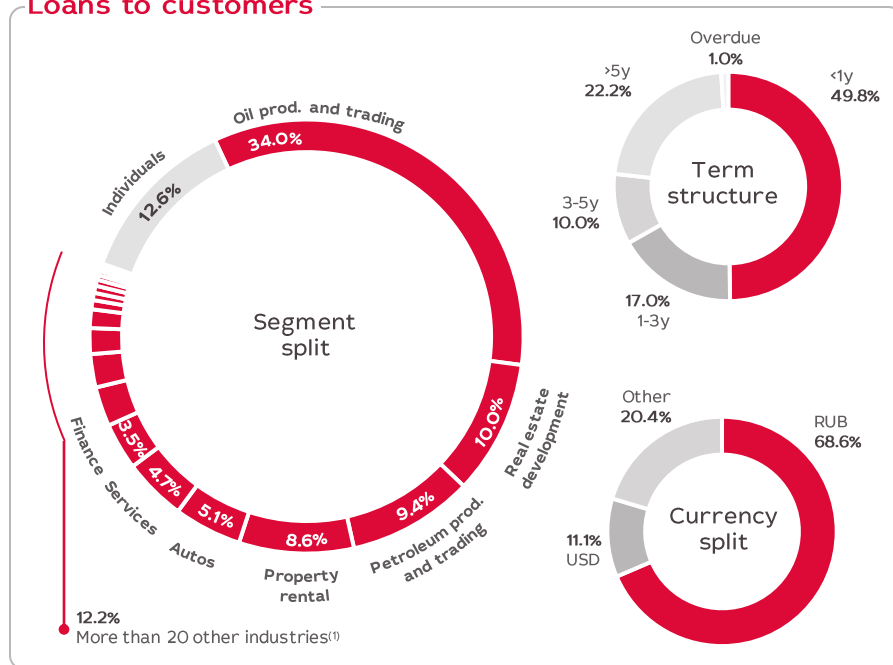 Loans to customers
Oil prod. and trading
34.0%
Individuals
12.6%
Segment
split
10.0%
Real estate
development
9.4%
Petroleum prod.
and trading
8.6%
Property
rental
5.1%
Autos
4.7%
Services
3.5%
Finance
12.2%
More than 20 other industries(1)
Overdue
1.0%
>5y
22.2%
<1y
49.8%
Term
structure
3-5y
10.0%
17.0%
1-3y
Other
20.4%
RUB
68.6%
Currency
split
11.1%
USD